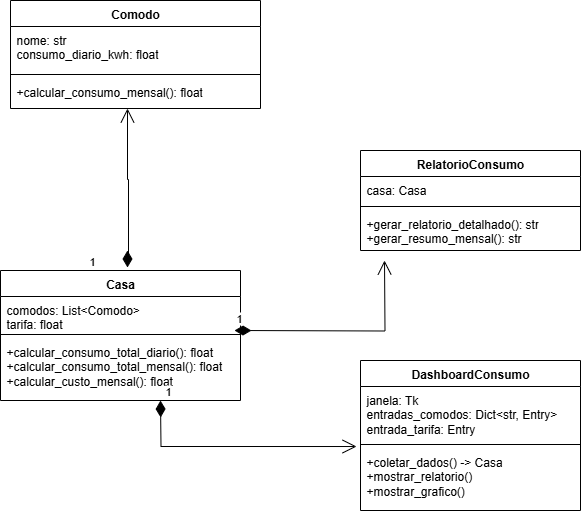 Comodo
nome: str
consumo_diario_kwh: float
+calcular_consumo_mensal(): float
RelatorioConsumo
casa: Casa
+gerar_relatorio_detalhado(): str
+gerar_resumo_mensal(): str
1
Casa
comodos: List<Comodo>
tarifa: float
1
+calcular_consumo_total_diario(): float
+calcular_consumo_total_mensal(): float
+calcular_custo_mensal(): float
1
DashboardConsumo
janela: Tk
entradas_comodos: Dict<str, Entry>
entrada_tarifa: Entry
+coletar_dados() -> Casa
+mostrar_relatorio()
+mostrar_grafico()